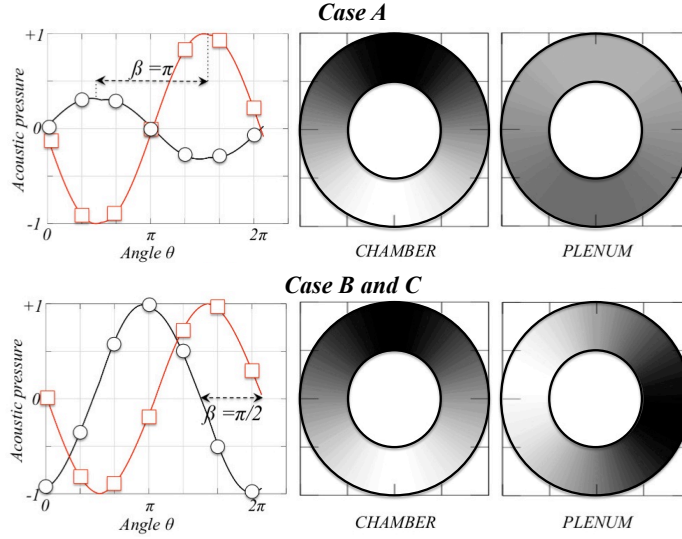 Case A
+1
0
-1
Acoustic pressure
β = π
0
π
2π
Angle θ
CHAMBER
PLENUM
Case B and C
+1
0
-1
Acoustic pressure
β = π/2
0
π
2π
Angle θ
CHAMBER
PLENUM